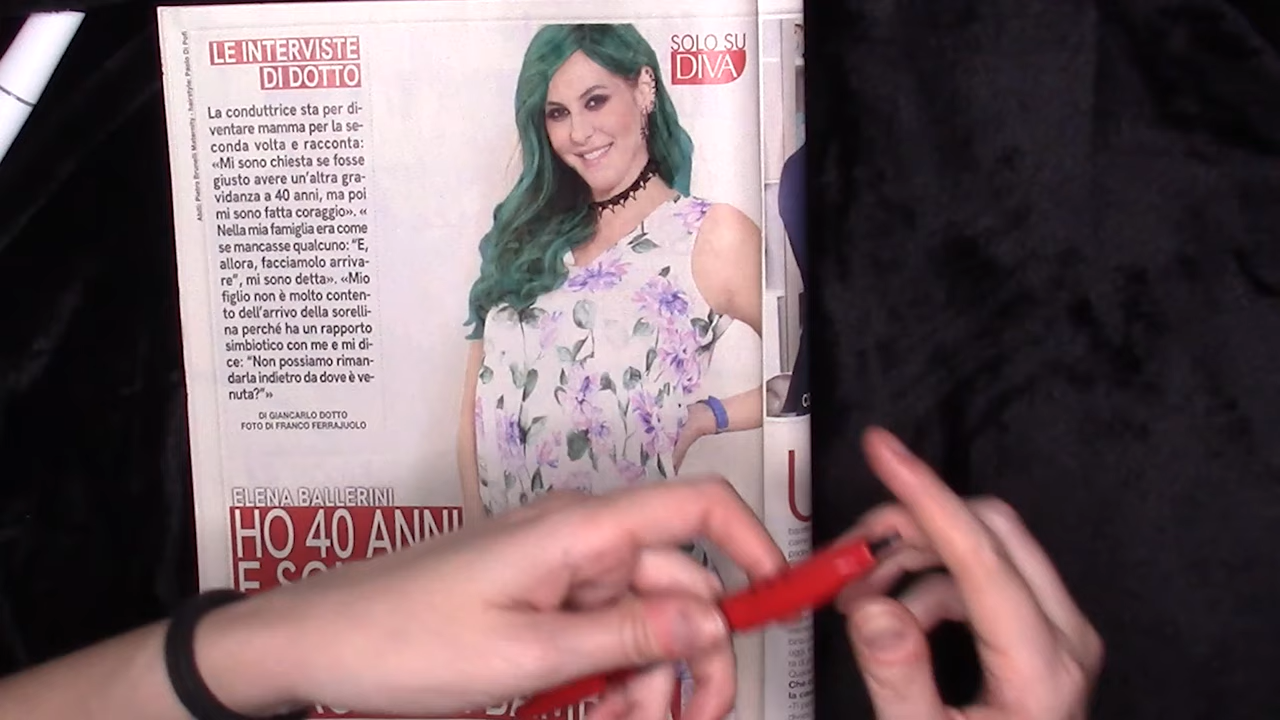 LE INTERVISTE
DI DOTTO
SOLO SU
DIVA
La conduttrice sta per di-
ventare mamma per la se-
conda volta e racconta:
«Mi sono chiesta se fosse
giusto avere un'altra gra-
vidanza a 40 anni, ma poi
mi sono fatta coraggio». «
Nella mia famiglia era come
se mancasse qualcuno: "E,
allora, facciamolo arriva-
re", mi sono detta». «Mio
figlio non è molto conten-
to dell'arrivo della sorelli-
na perché ha un rapporto
simbiotico con me e mi di-
ce: "Non possiamo riman-
darla indietro da dove è ve-
nuta?"»
DI GIANCARLO DOTTO
FOTO DI FRANCO FERRAJUOLO
ELENA BALLERINI
HO 40 ANNI
E